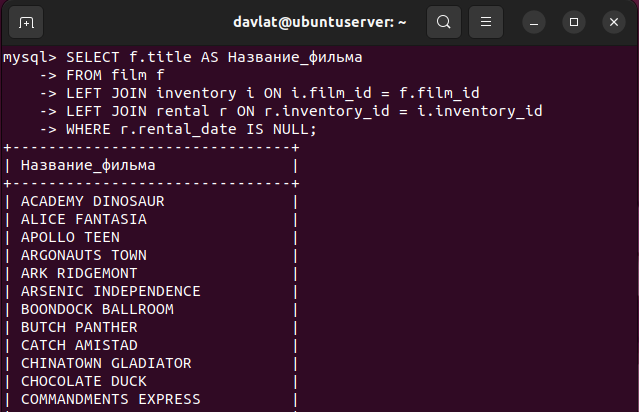 davlat@ubuntuserver: ~
mysql> SELECT f.title AS Название_фильма
    -> FROM film f
    -> LEFT JOIN inventory i ON i.film_id = f.film_id
    -> LEFT JOIN rental r ON r.inventory_id = i.inventory_id
    -> WHERE r.rental_date IS NULL;
+-------------------------------+
| Название_фильма               |
+-------------------------------+
| ACADEMY DINOSAUR              |
| ALICE FANTASIA                |
| APOLLO TEEN                   |
| ARGONAUTS TOWN                |
| ARK RIDGEMONT                 |
| ARSENIC INDEPENDENCE          |
| BOONDOCK BALLROOM             |
| BUTCH PANTHER                 |
| CATCH AMISTAD                 |
| CHINATOWN GLADIATOR           |
| CHOCOLATE DUCK                |
| COMMANDMENTS EXPRESS          |